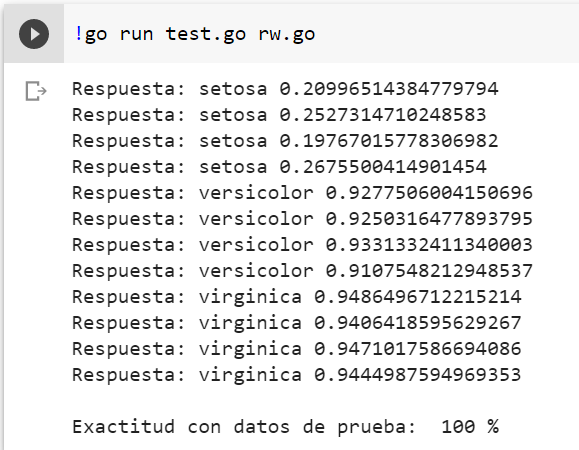 !go run test.go rw.go
Respuesta: setosa 0.20996514384779794
Respuesta: setosa 0.2527314710248583
Respuesta: setosa 0.19767015778306982
Respuesta: setosa 0.2675500414901454
Respuesta: versicolor 0.9277506004150696
Respuesta: versicolor 0.9250316477893795
Respuesta: versicolor 0.9331332411340003
Respuesta: versicolor 0.9107548212948537
Respuesta: virginica 0.9486496712215214
Respuesta: virginica 0.9406418595629267
Respuesta: virginica 0.9471017586694086
Respuesta: virginica 0.9444987594969353
Exactitud con datos de prueba:  100 %